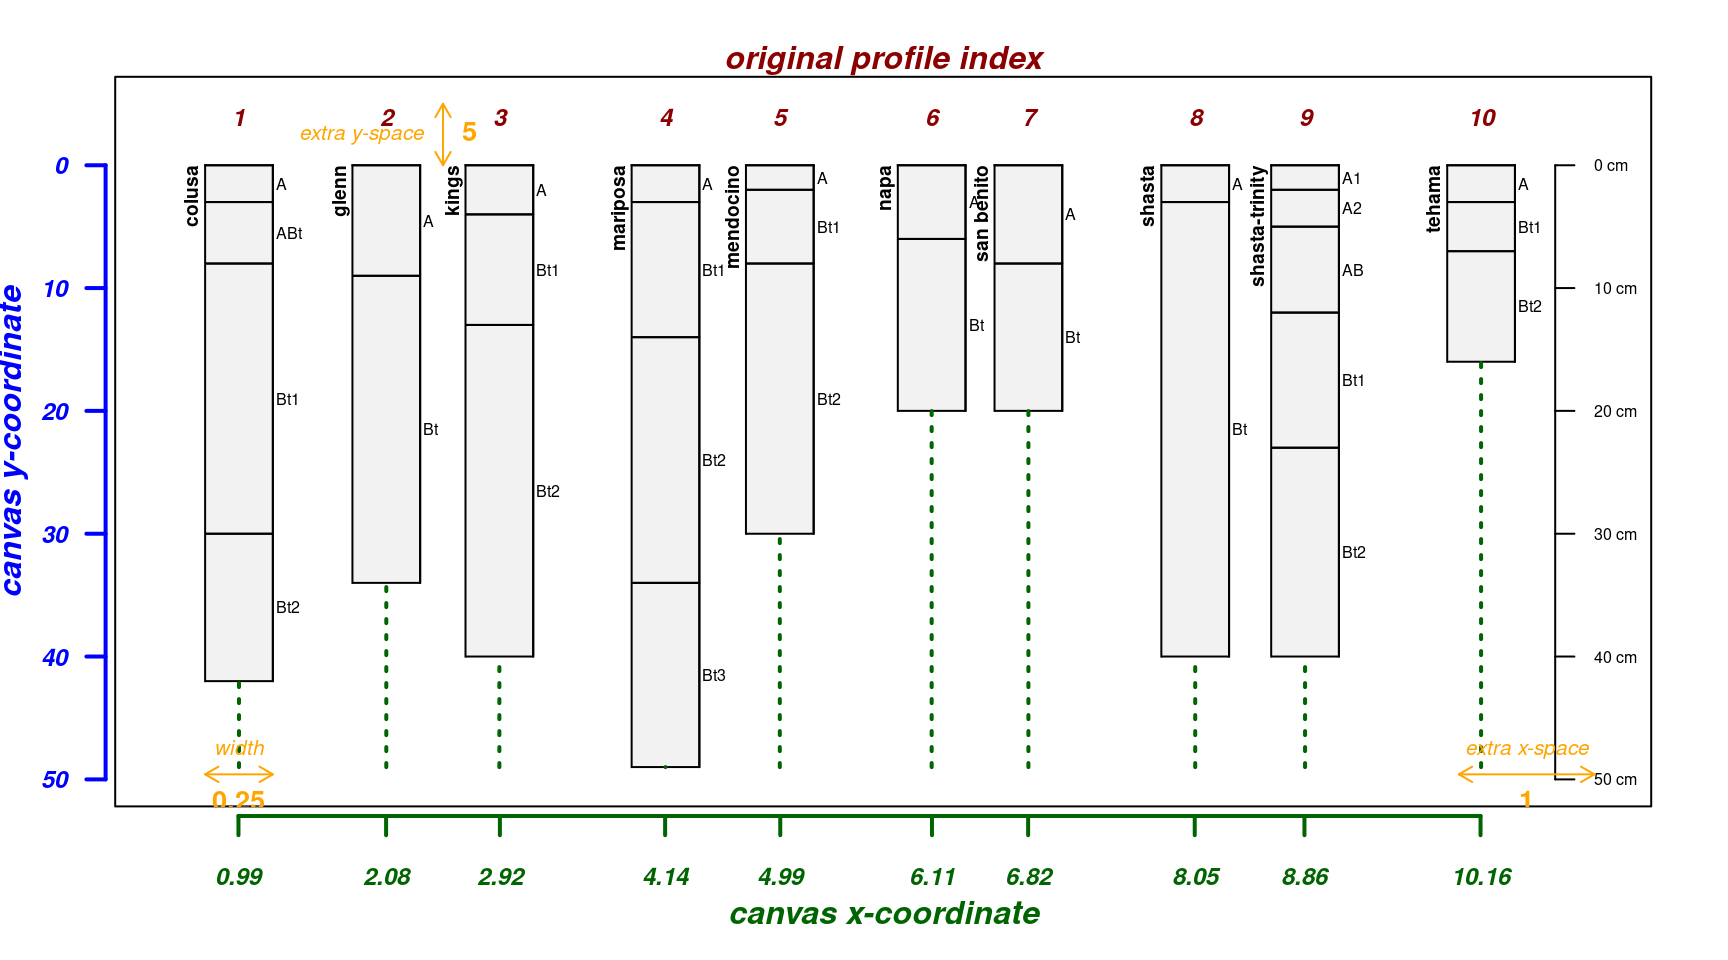 original profile index
1 2 3 4 5 6 7 8 9 10
extra y-space 5
canvas y-coordinate
0
10
20
30
40
50
colusa
A
ABt
Bt1
Bt2
glenn
A
Bt
kings
A
Bt1
Bt2
mariposa
A
Bt1
Bt2
Bt3
mendocino
A
Bt1
Bt2
napa
A
Bt
san benito
A
Bt
shasta
A
Bt
shasta-trinity
A1
A2
AB
Bt1
Bt2
tehama
A
Bt1
Bt2
0 cm
10 cm
20 cm
30 cm
40 cm
50 cm
width
0.25
extra x-space
1
0.99 2.08 2.92 4.14 4.99 6.11 6.82 8.05 8.86 10.16
canvas x-coordinate